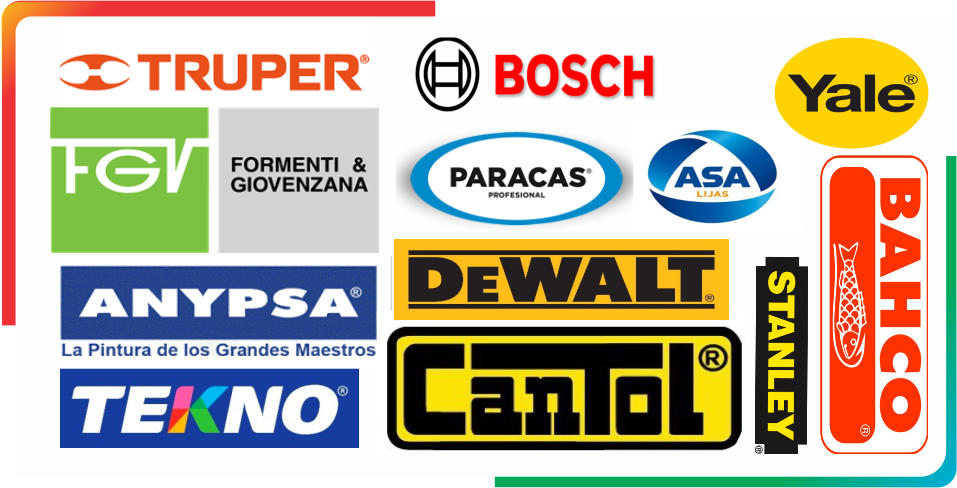 TRUPER®
BOSCH
Yale®
FGV
FORMENTI &
GIOVENZANA
PARACAS®
PROFESIONAL
ASA
LIJAS
BAHCO
®
DEWALT®
STANLEY
®
ANYPSA®
La Pintura de los Grandes Maestros
CanTol®
TEKNO®